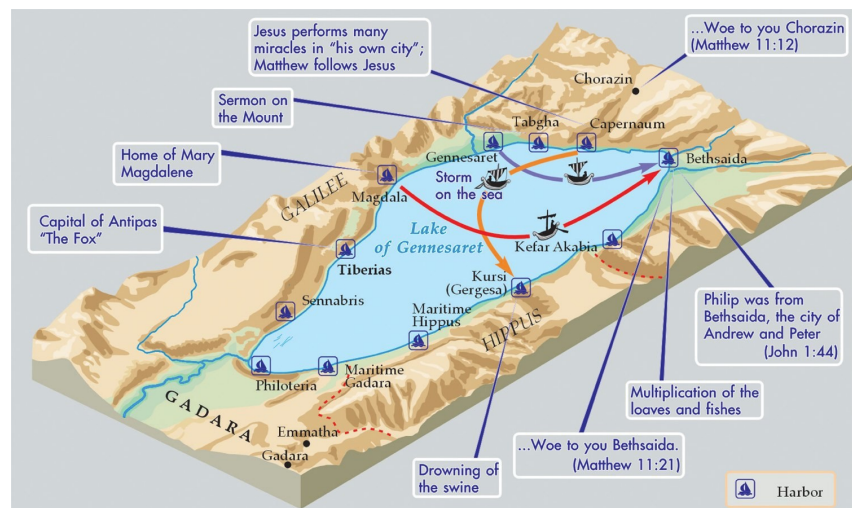 Jesus performs many
miracles in "his own city";
Matthew follows Jesus
...Woe to you Chorazin
(Matthew 11:12)
Chorazin
Sermon on
the Mount
Tabgha
Capernaum
Gennesaret
Bethsaida
Home of Mary
Magdalene
Storm
on the sea
Magdala
GALILEE
Capital of Antipas
"The Fox"
Lake
of Gennesaret
Kefar Akabia
Tiberias
Kursi
(Gergesa)
Sennabris
Maritime
Hippus
HIPPUS
Philip was from
Bethsaida, the city of
Andrew and Peter
(John 1:44)
Philoteria
Maritime
Gadara
GADARA
Multiplication of the
loaves and fishes
Emmatha
Gadara
...Woe to you Bethsaida.
(Matthew 11:21)
Drowning of
the swine
Harbor